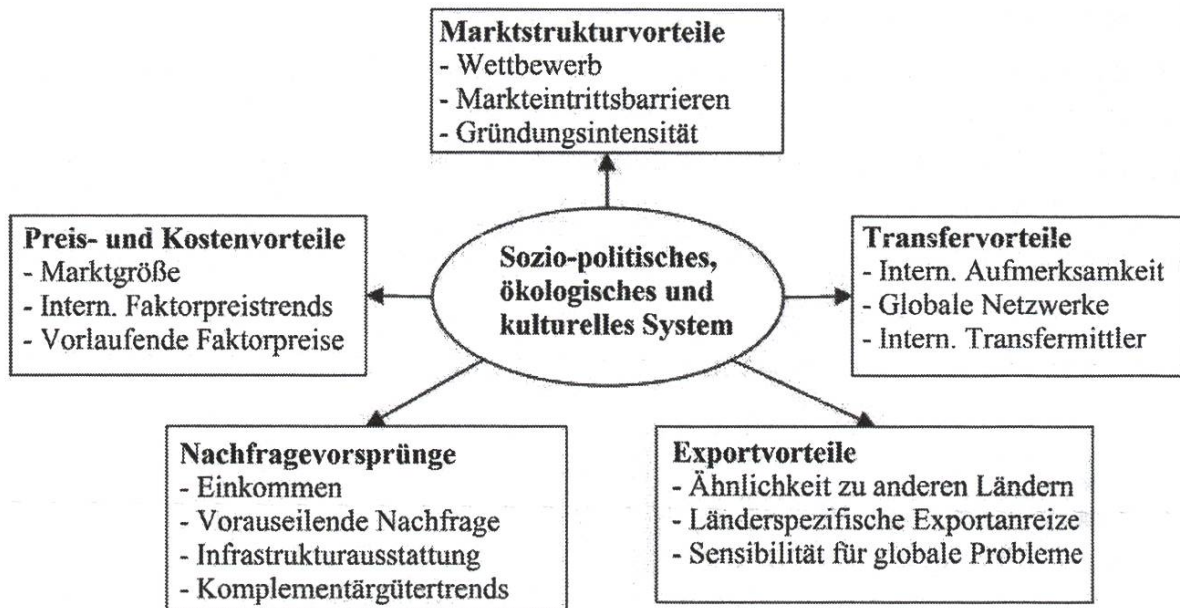 Marktstrukturvorteile
- Wettbewerb
- Markteintrittsbarrieren
- Gründungsintensität
Preis- und Kostenvorteile
- Marktgröße
- Intern. Faktorpreistrends
- Vorlaufende Faktorpreise
Sozio-politisches,
ökologisches und
kulturelles System
Transfervorteile
- Intern. Aufmerksamkeit
- Globale Netzwerke
- Intern. Transfermittler
Nachfragevorsprünge
- Einkommen
- Vorauseilende Nachfrage
- Infrastrukturausstattung
- Komplementärgütertrends
Exportvorteile
- Ähnlichkeit zu anderen Ländern
- Länderspezifische Exportanreize
- Sensibilität für globale Probleme